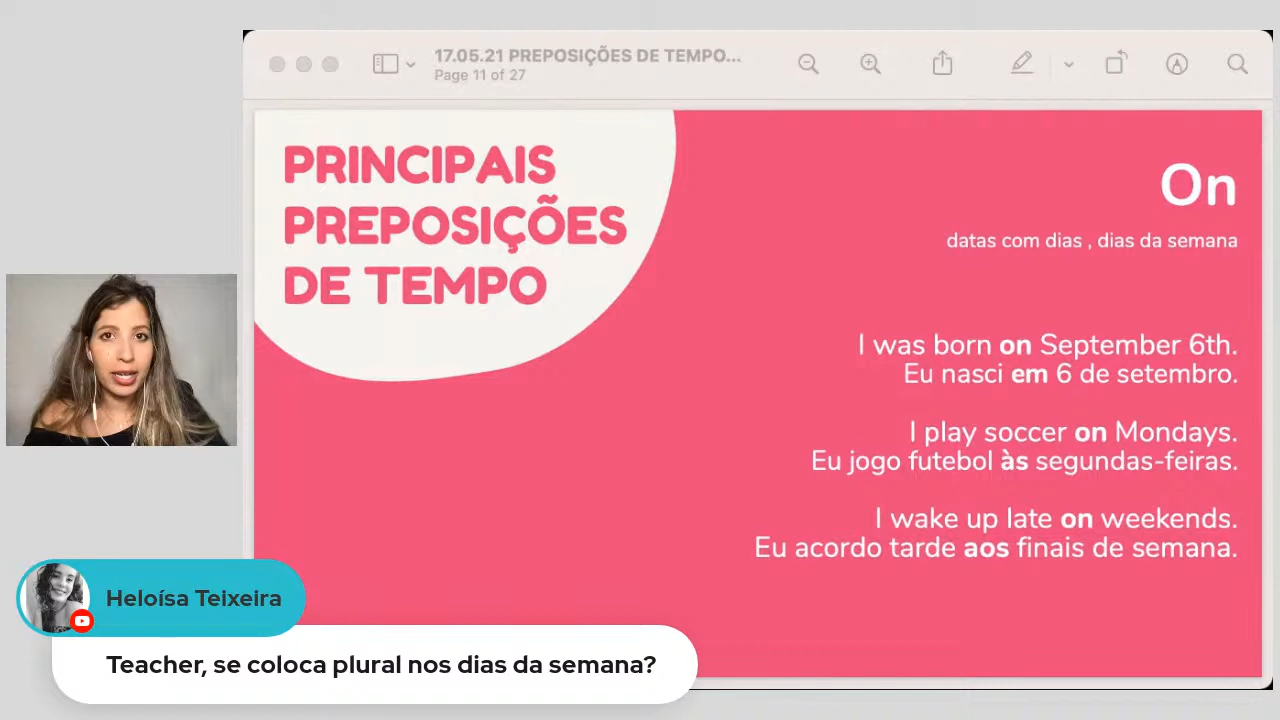 17.05.21 PREPOSIÇÕES DE TEMPO...
Page 11 of 27
PRINCIPAIS
PREPOSIÇÕES
DE TEMPO
On
datas com dias , dias da semana
I was born on September 6th.
Eu nasci em 6 de setembro.
I play soccer on Mondays.
Eu jogo futebol às segundas-feiras.
I wake up late on weekends.
Eu acordo tarde aos finais de semana.
Heloísa Teixeira
Teacher, se coloca plural nos dias da semana?